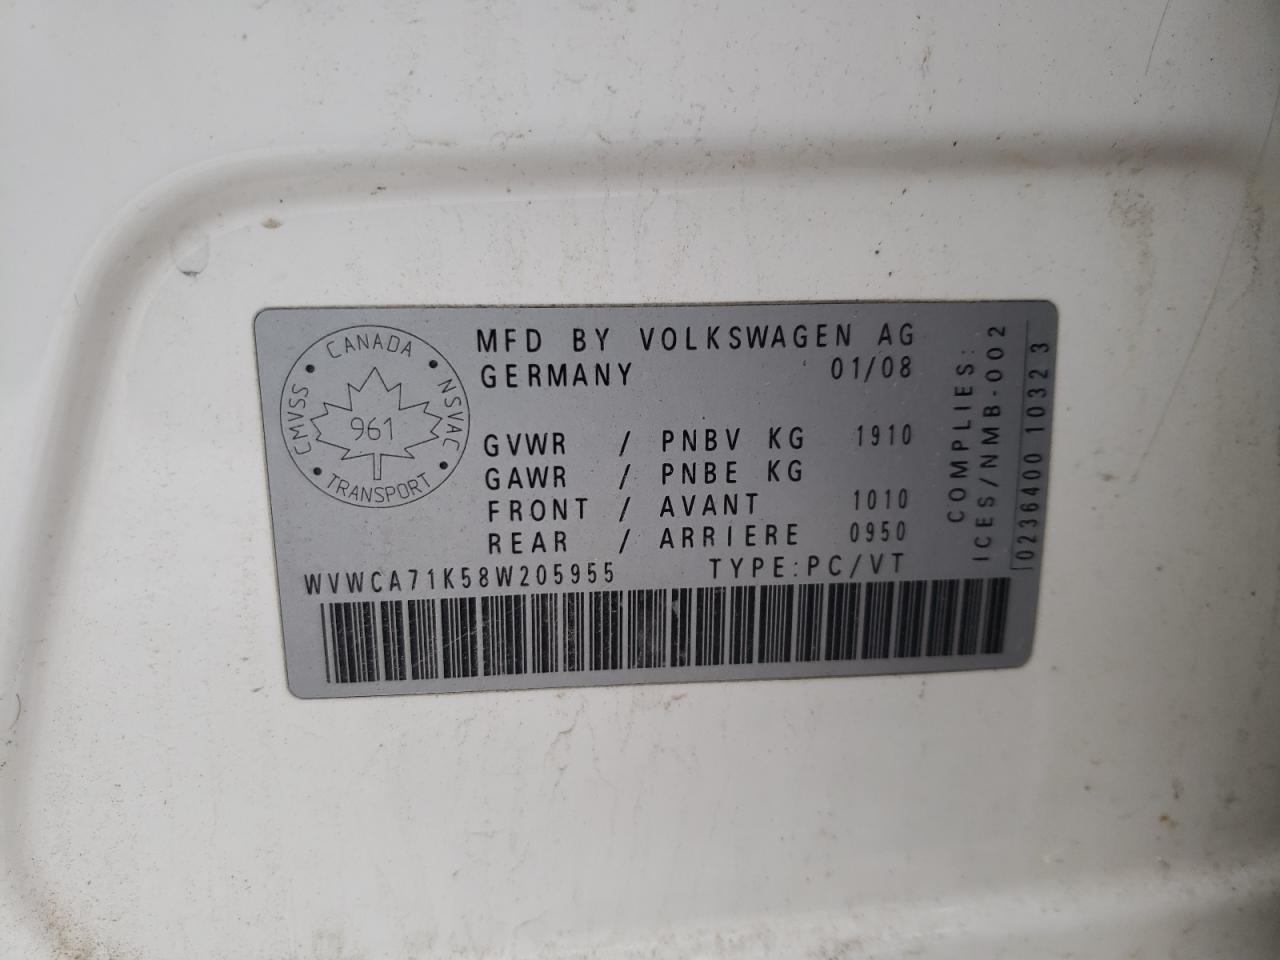 CANADA
CMVSS
NSVAC
961
TRANSPORT
MFD BY VOLKSWAGEN AG
GERMANY 01/08
GVWR / PNBV KG 1910
GAWR / PNBE KG
FRONT / AVANT 1010
REAR / ARRIERE 0950
WVWCA71K58W205955 TYPE:PC/VT
COMPLIES:
ICES/NMB-002
0236400 10323